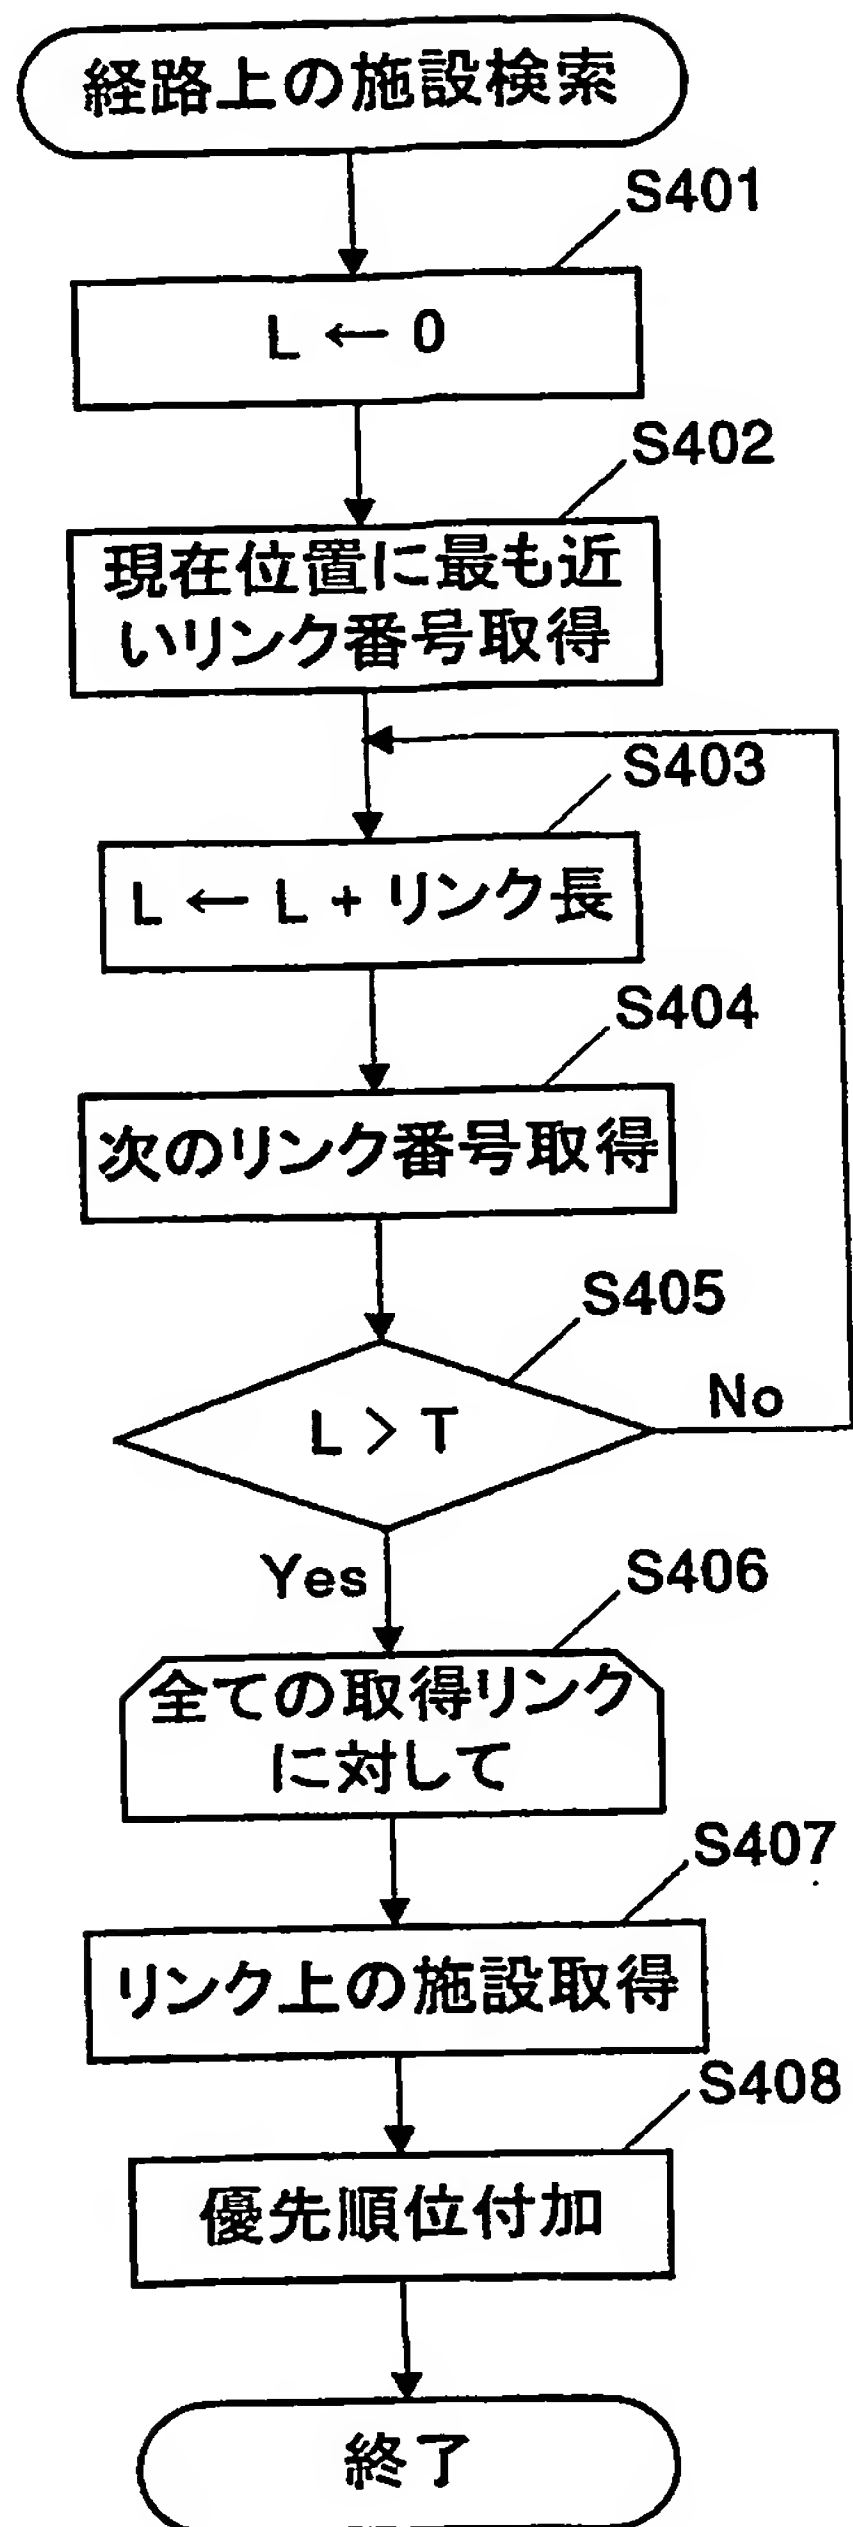 経路上の施設検索
S401
L ← 0
S402
現在位置に最も近
いリンク番号取得
S403
L ← L + リンク長
S404
次のリンク番号取得
S405
L > T
No
Yes
S406
全ての取得リンク
に対して
S407
リンク上の施設取得
S408
優先順位付加
終了